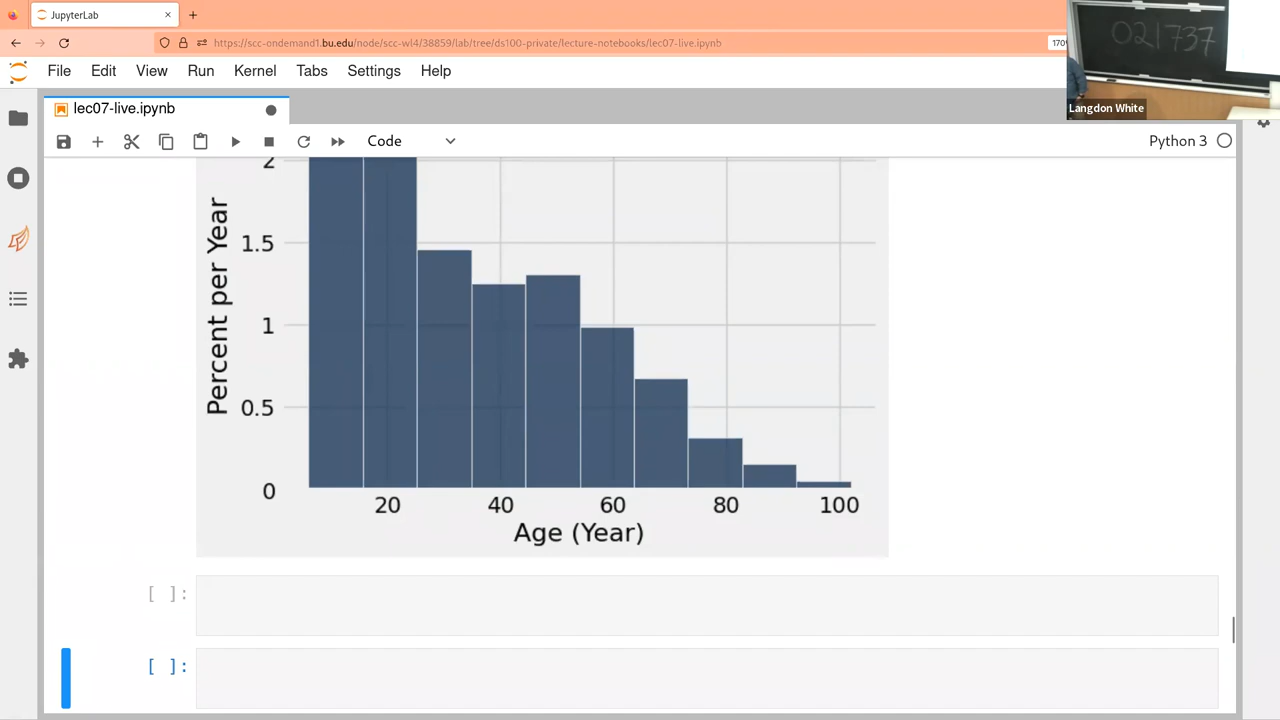 JupyterLab
https://scc-ondemand1.bu.edu/node/scc-wl4/38859/lab/tree/ds100-private/lecture-notebooks/lec07-live.ipynb
170%
021737
Langdon White
File Edit View Run Kernel Tabs Settings Help
lec07-live.ipynb
Code
Python 3
Percent per Year
2
1.5
1
0.5
0
20 40 60 80 100
Age (Year)
[ ]:
[ ]: